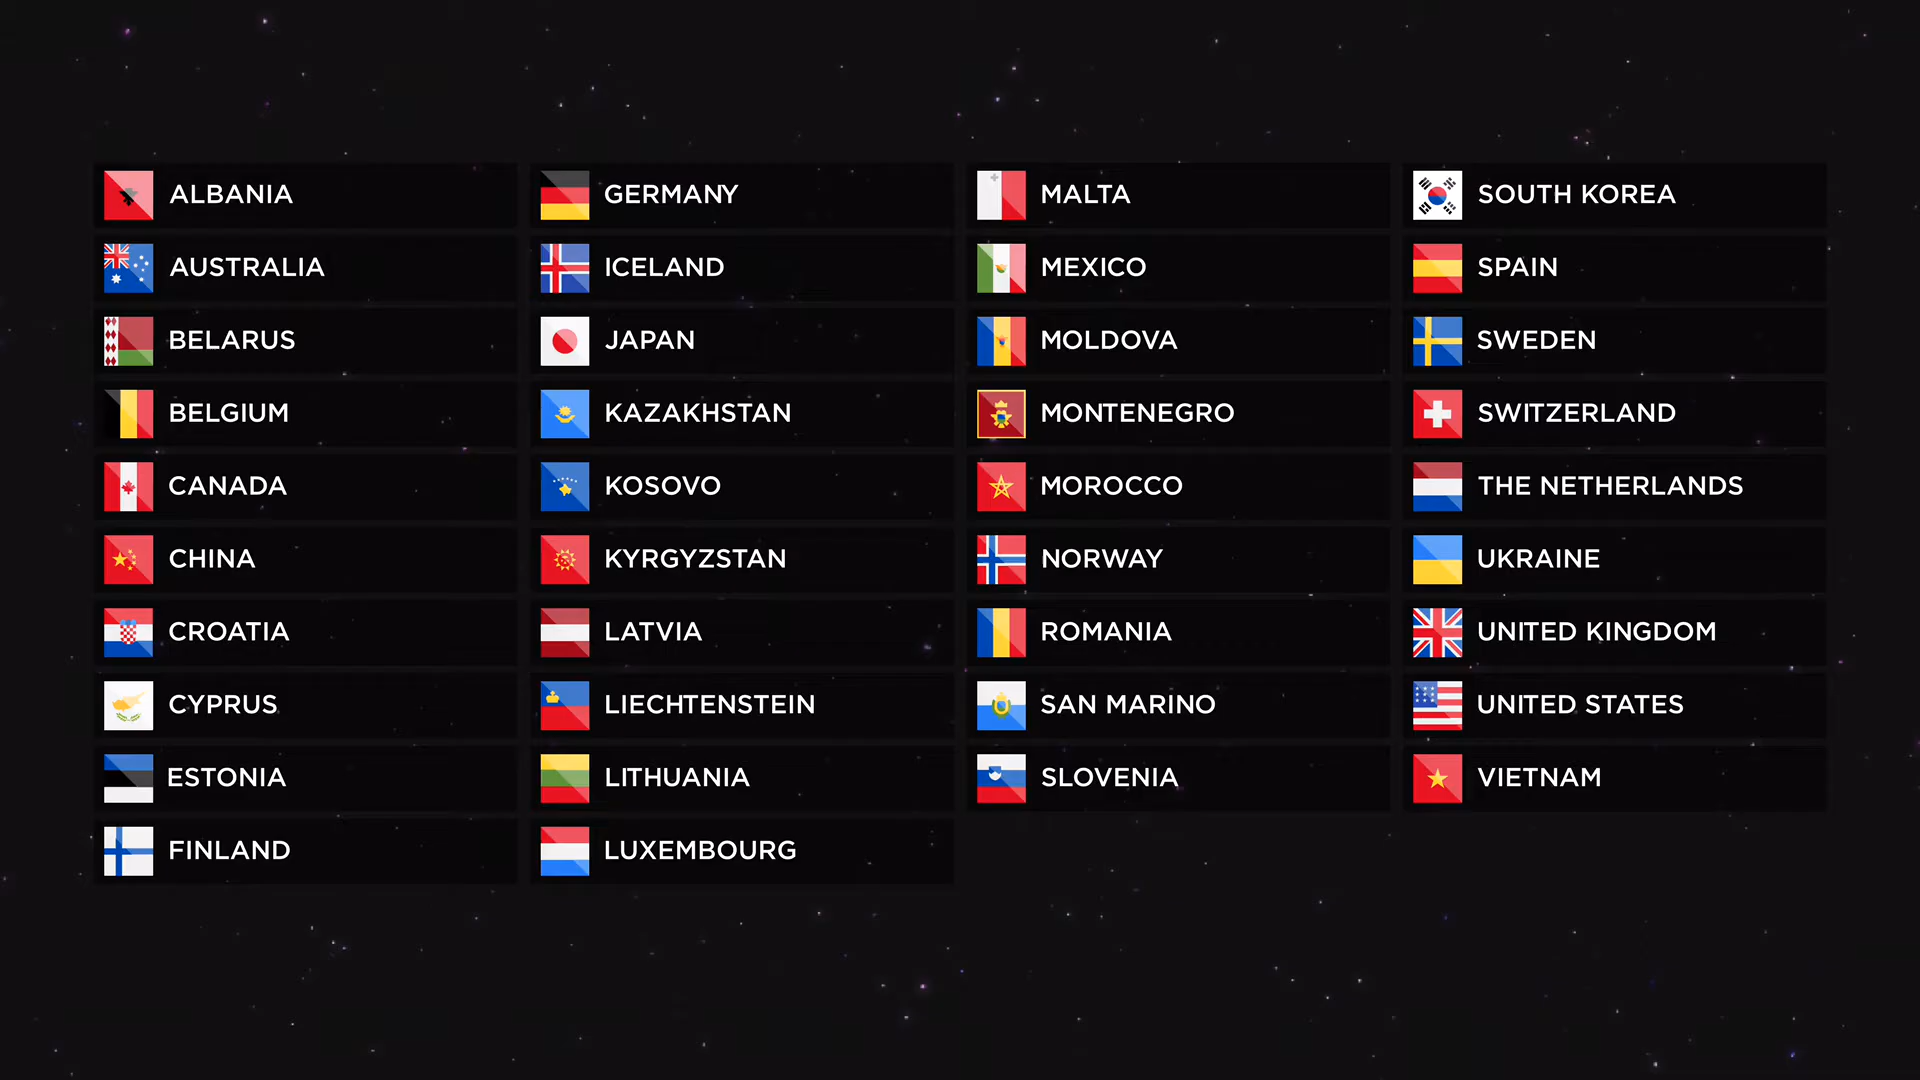 ALBANIA
AUSTRALIA
BELARUS
BELGIUM
CANADA
CHINA
CROATIA
CYPRUS
ESTONIA
FINLAND
GERMANY
ICELAND
JAPAN
KAZAKHSTAN
KOSOVO
KYRGYZSTAN
LATVIA
LIECHTENSTEIN
LITHUANIA
LUXEMBOURG
MALTA
MEXICO
MOLDOVA
MONTENEGRO
MOROCCO
NORWAY
ROMANIA
SAN MARINO
SLOVENIA
SOUTH KOREA
SPAIN
SWEDEN
SWITZERLAND
THE NETHERLANDS
UKRAINE
UNITED KINGDOM
UNITED STATES
VIETNAM